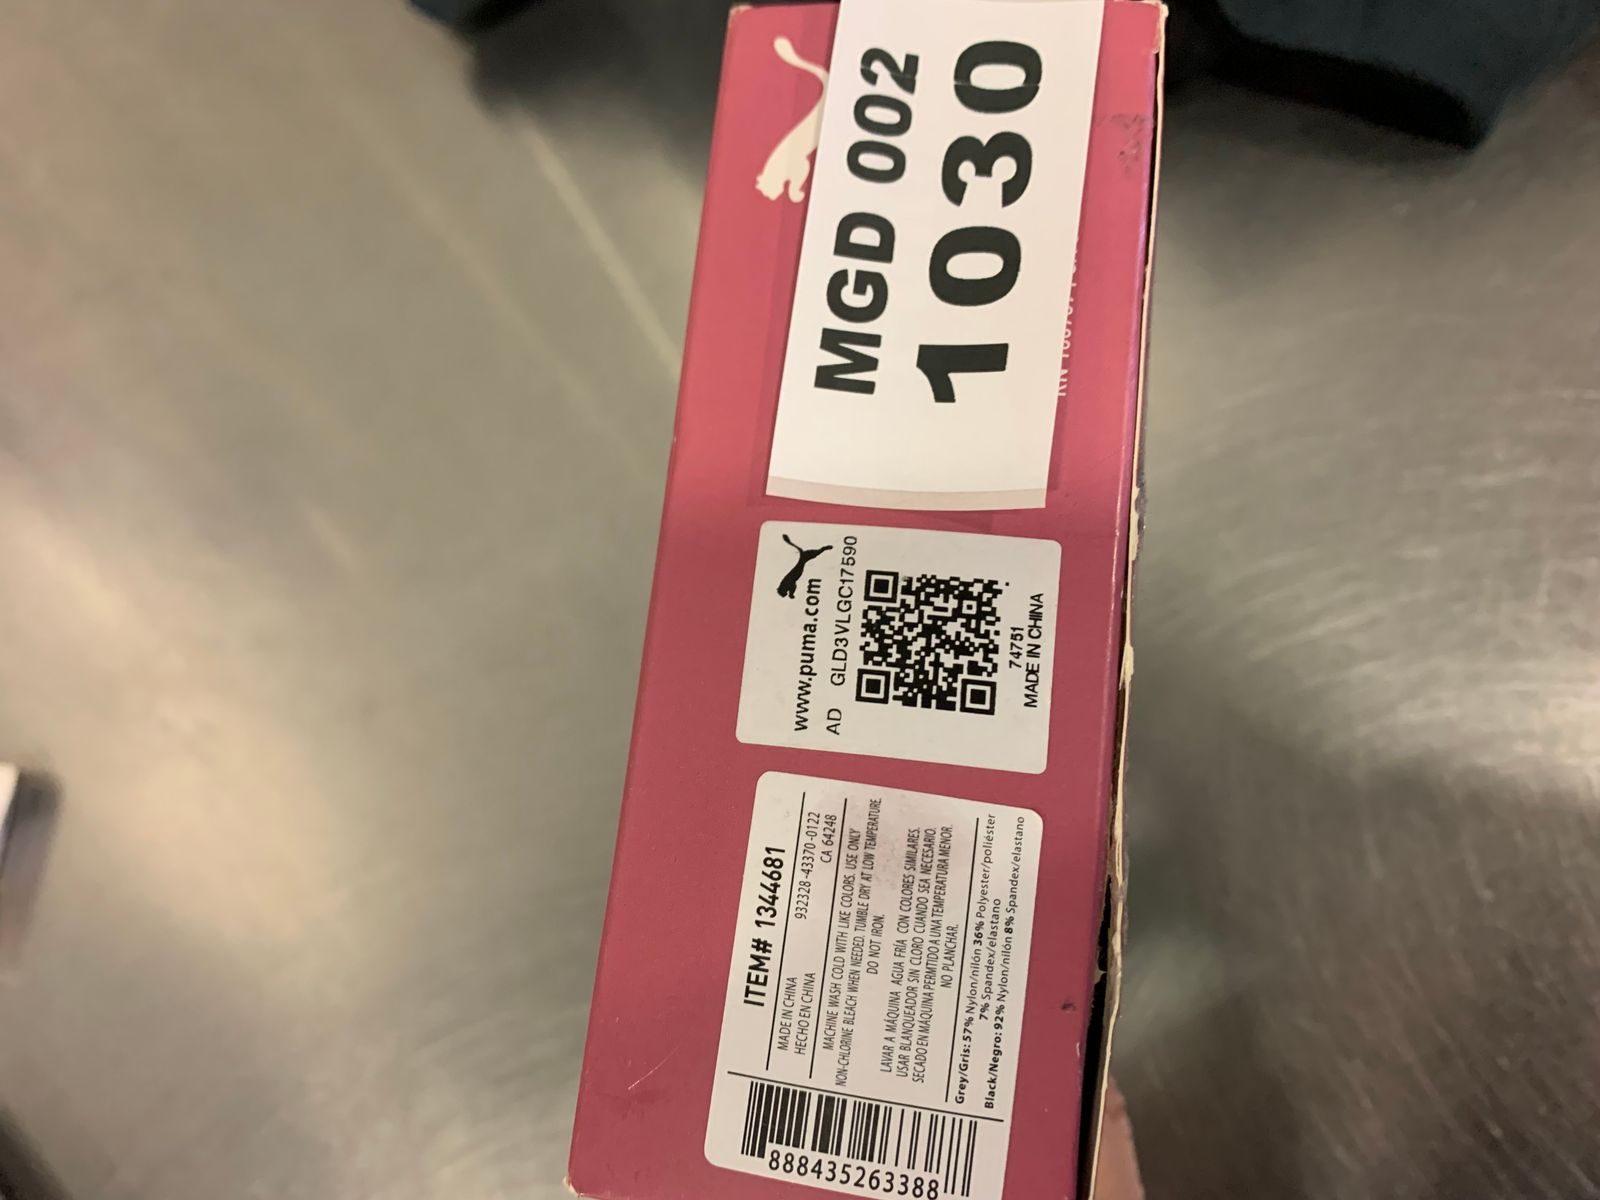 MGD 002
1030
www.puma.com
AD GLD3VLGC17590
74751
MADE IN CHINA
ITEM# 1344681
MADE IN CHINA
HECHO EN CHINA
932328-43370-0122
CA 64248
MACHINE WASH COLD WITH LIKE COLORS. USE ONLY
NON-CHLORINE BLEACH WHEN NEEDED. TUMBLE DRY AT LOW TEMPERATURE.
DO NOT IRON.
LAVAR A MÁQUINA AGUA FRÍA CON COLORES SIMILARES.
USAR BLANQUEADOR SIN CLORO CUANDO SEA NECESARIO.
SECADO EN MÁQUINA PERMTIDO A UNA TEMPERATURA MENOR.
NO PLANCHAR.
Grey/Gris: 57% Nylon/nilón 36% Polyester/poliéster
7% Spandex/elastano
Black/Negro: 92% Nylon/nilón 8% Spandex/elastano
888435263388